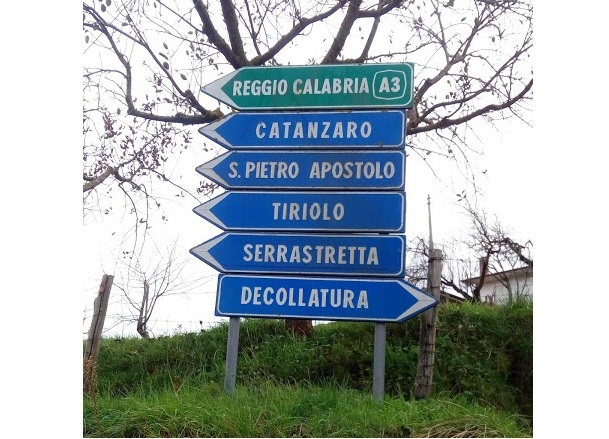 REGGIO CALABRIA A3
CATANZARO
S. PIETRO APOSTOLO
TIRIOLO
SERRASTRETTA
DECOLLATURA